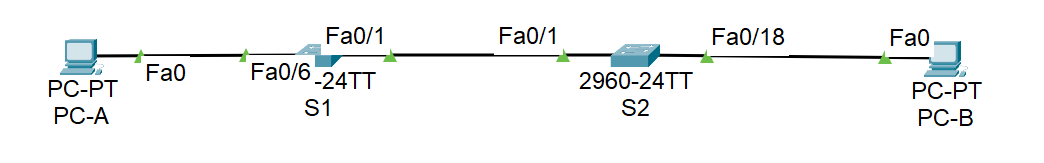 Fa0/1
Fa0/1
Fa0/18
Fa0
Fa0
Fa0/6
-24TT
2960-24TT
PC-PT
PC-A
S1
S2
PC-PT
PC-B